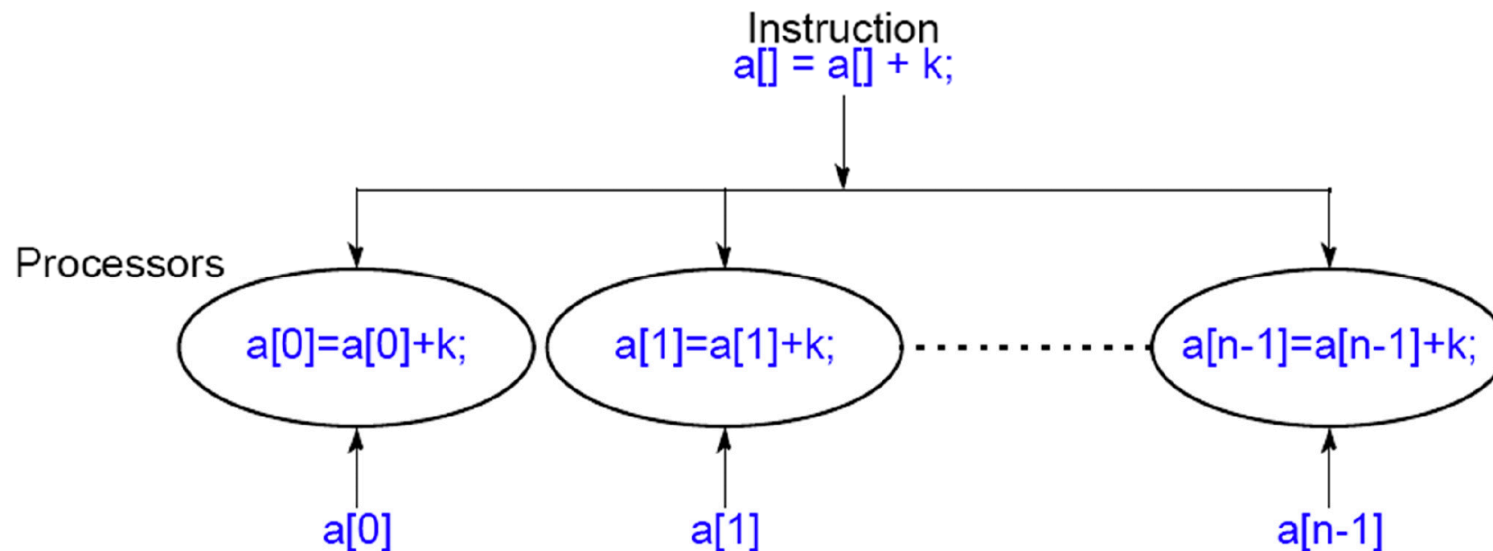 Instruction
a[] = a[] + k;
Processors
a[0]=a[0]+k;
a[1]=a[1]+k;
a[n-1]=a[n-1]+k;
a[0]
a[1]
a[n-1]